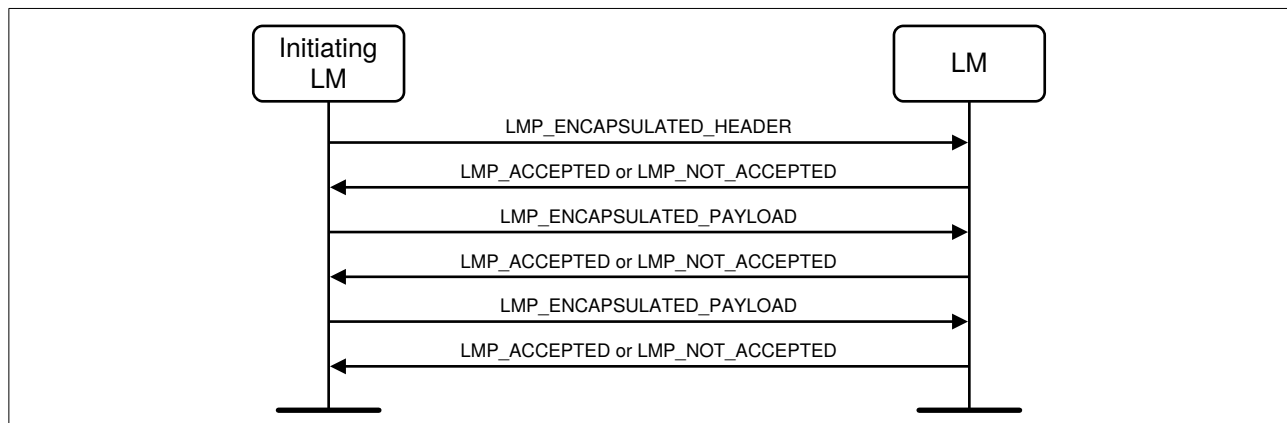 Initiating
LM
LM
LMP_ENCAPSULATED_HEADER
LMP_ACCEPTED or LMP_NOT_ACCEPTED
LMP_ENCAPSULATED_PAYLOAD
LMP_ACCEPTED or LMP_NOT_ACCEPTED
LMP_ENCAPSULATED_PAYLOAD
LMP_ACCEPTED or LMP_NOT_ACCEPTED